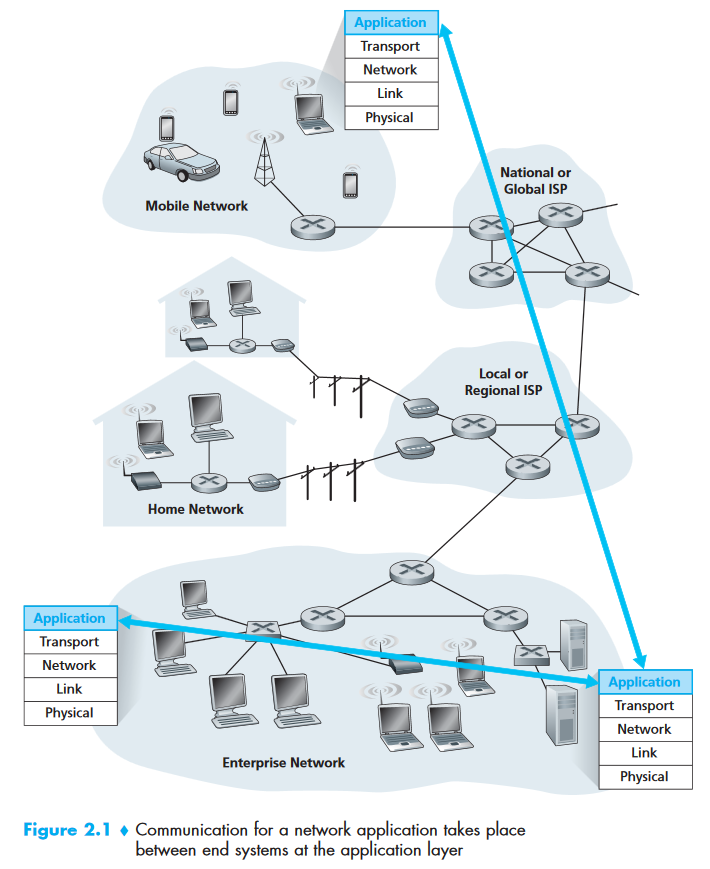 Application
Transport
Network
Link
Physical
National or
Global ISP
Mobile Network
Local or
Regional ISP
Home Network
Application
Transport
Network
Link
Physical
Application
Transport
Network
Link
Physical
Enterprise Network
Figure 2.1 ♦ Communication for a network application takes place
between end systems at the application layer